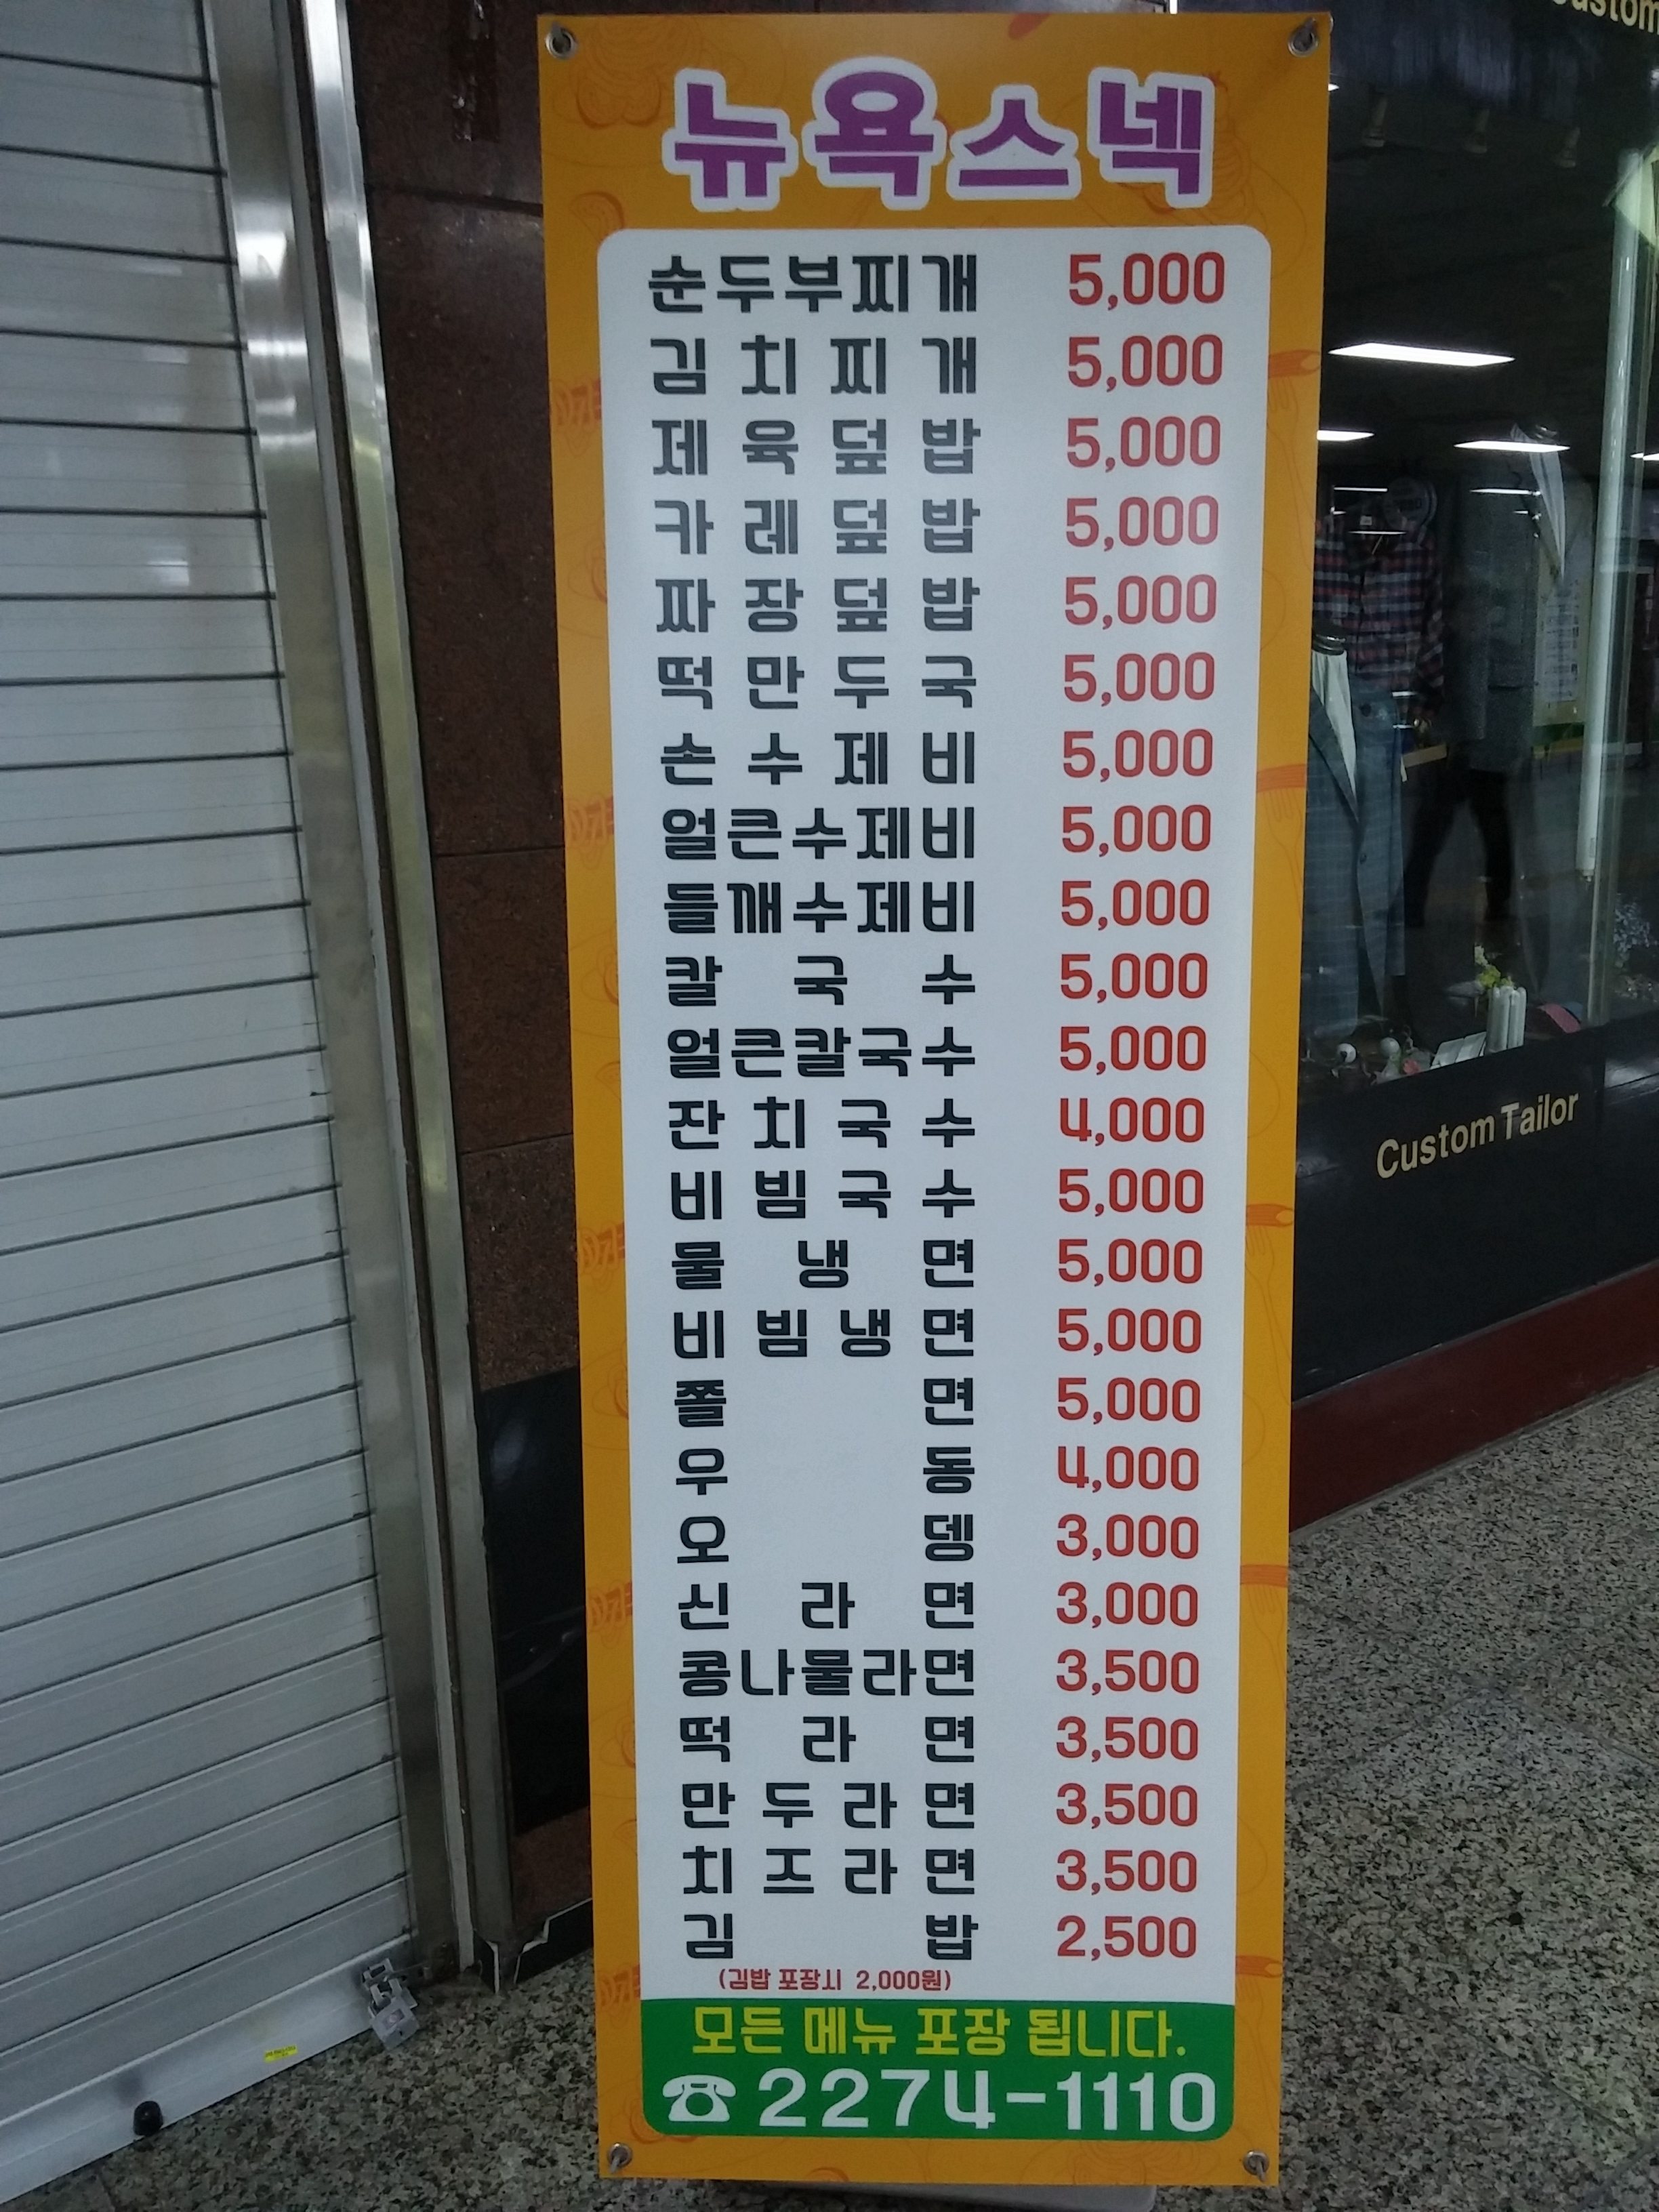 뉴욕스넥
순두부찌개 5,000
김치찌개 5,000
제육덮밥 5,000
카레덮밥 5,000
짜장덮밥 5,000
떡만두국 5,000
손수제비 5,000
얼큰수제비 5,000
들깨수제비 5,000
칼국수 5,000
얼큰칼국수 5,000
잔치국수 4,000
비빔국수 5,000
물냉면 5,000
비빔냉면 5,000
쫄면 5,000
우동 4,000
오뎅 3,000
신라면 3,000
콩나물라면 3,500
떡라면 3,500
만두라면 3,500
치즈라면 3,500
김밥 2,500
(김밥 포장시 2,000원)
모든 메뉴 포장 됩니다.
☎2274-1110
Custom Tailor